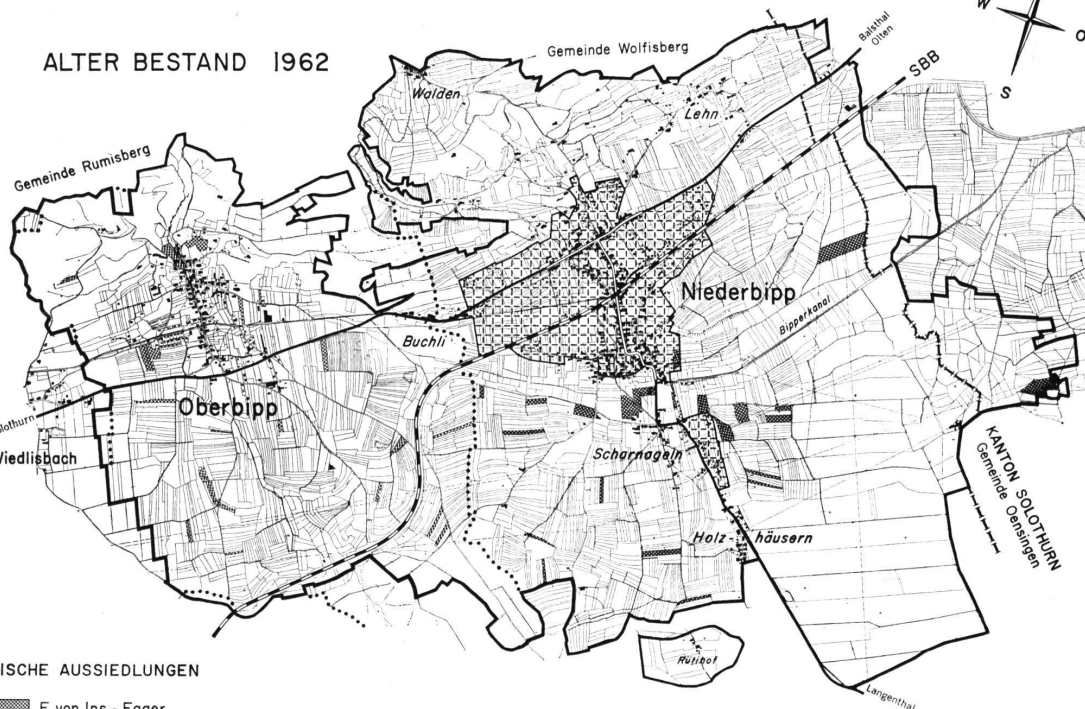 W
O
S
ALTER BESTAND 1962
Gemeinde Wolfisberg
Balsthal
Olten
SBB
Walden
Lehn
Gemeinde Rumisberg
Niederbipp
Bipperkanal
Buchli
Oberbipp
olothurn
Wiedlisbach
Scharnageln
KANTON SOLOTHURN
Gemeinde Oensingen
Holz-häusern
Rütihof
Langenthal
ISCHE AUSSIEDLUNGEN
F. von Ins - Egger